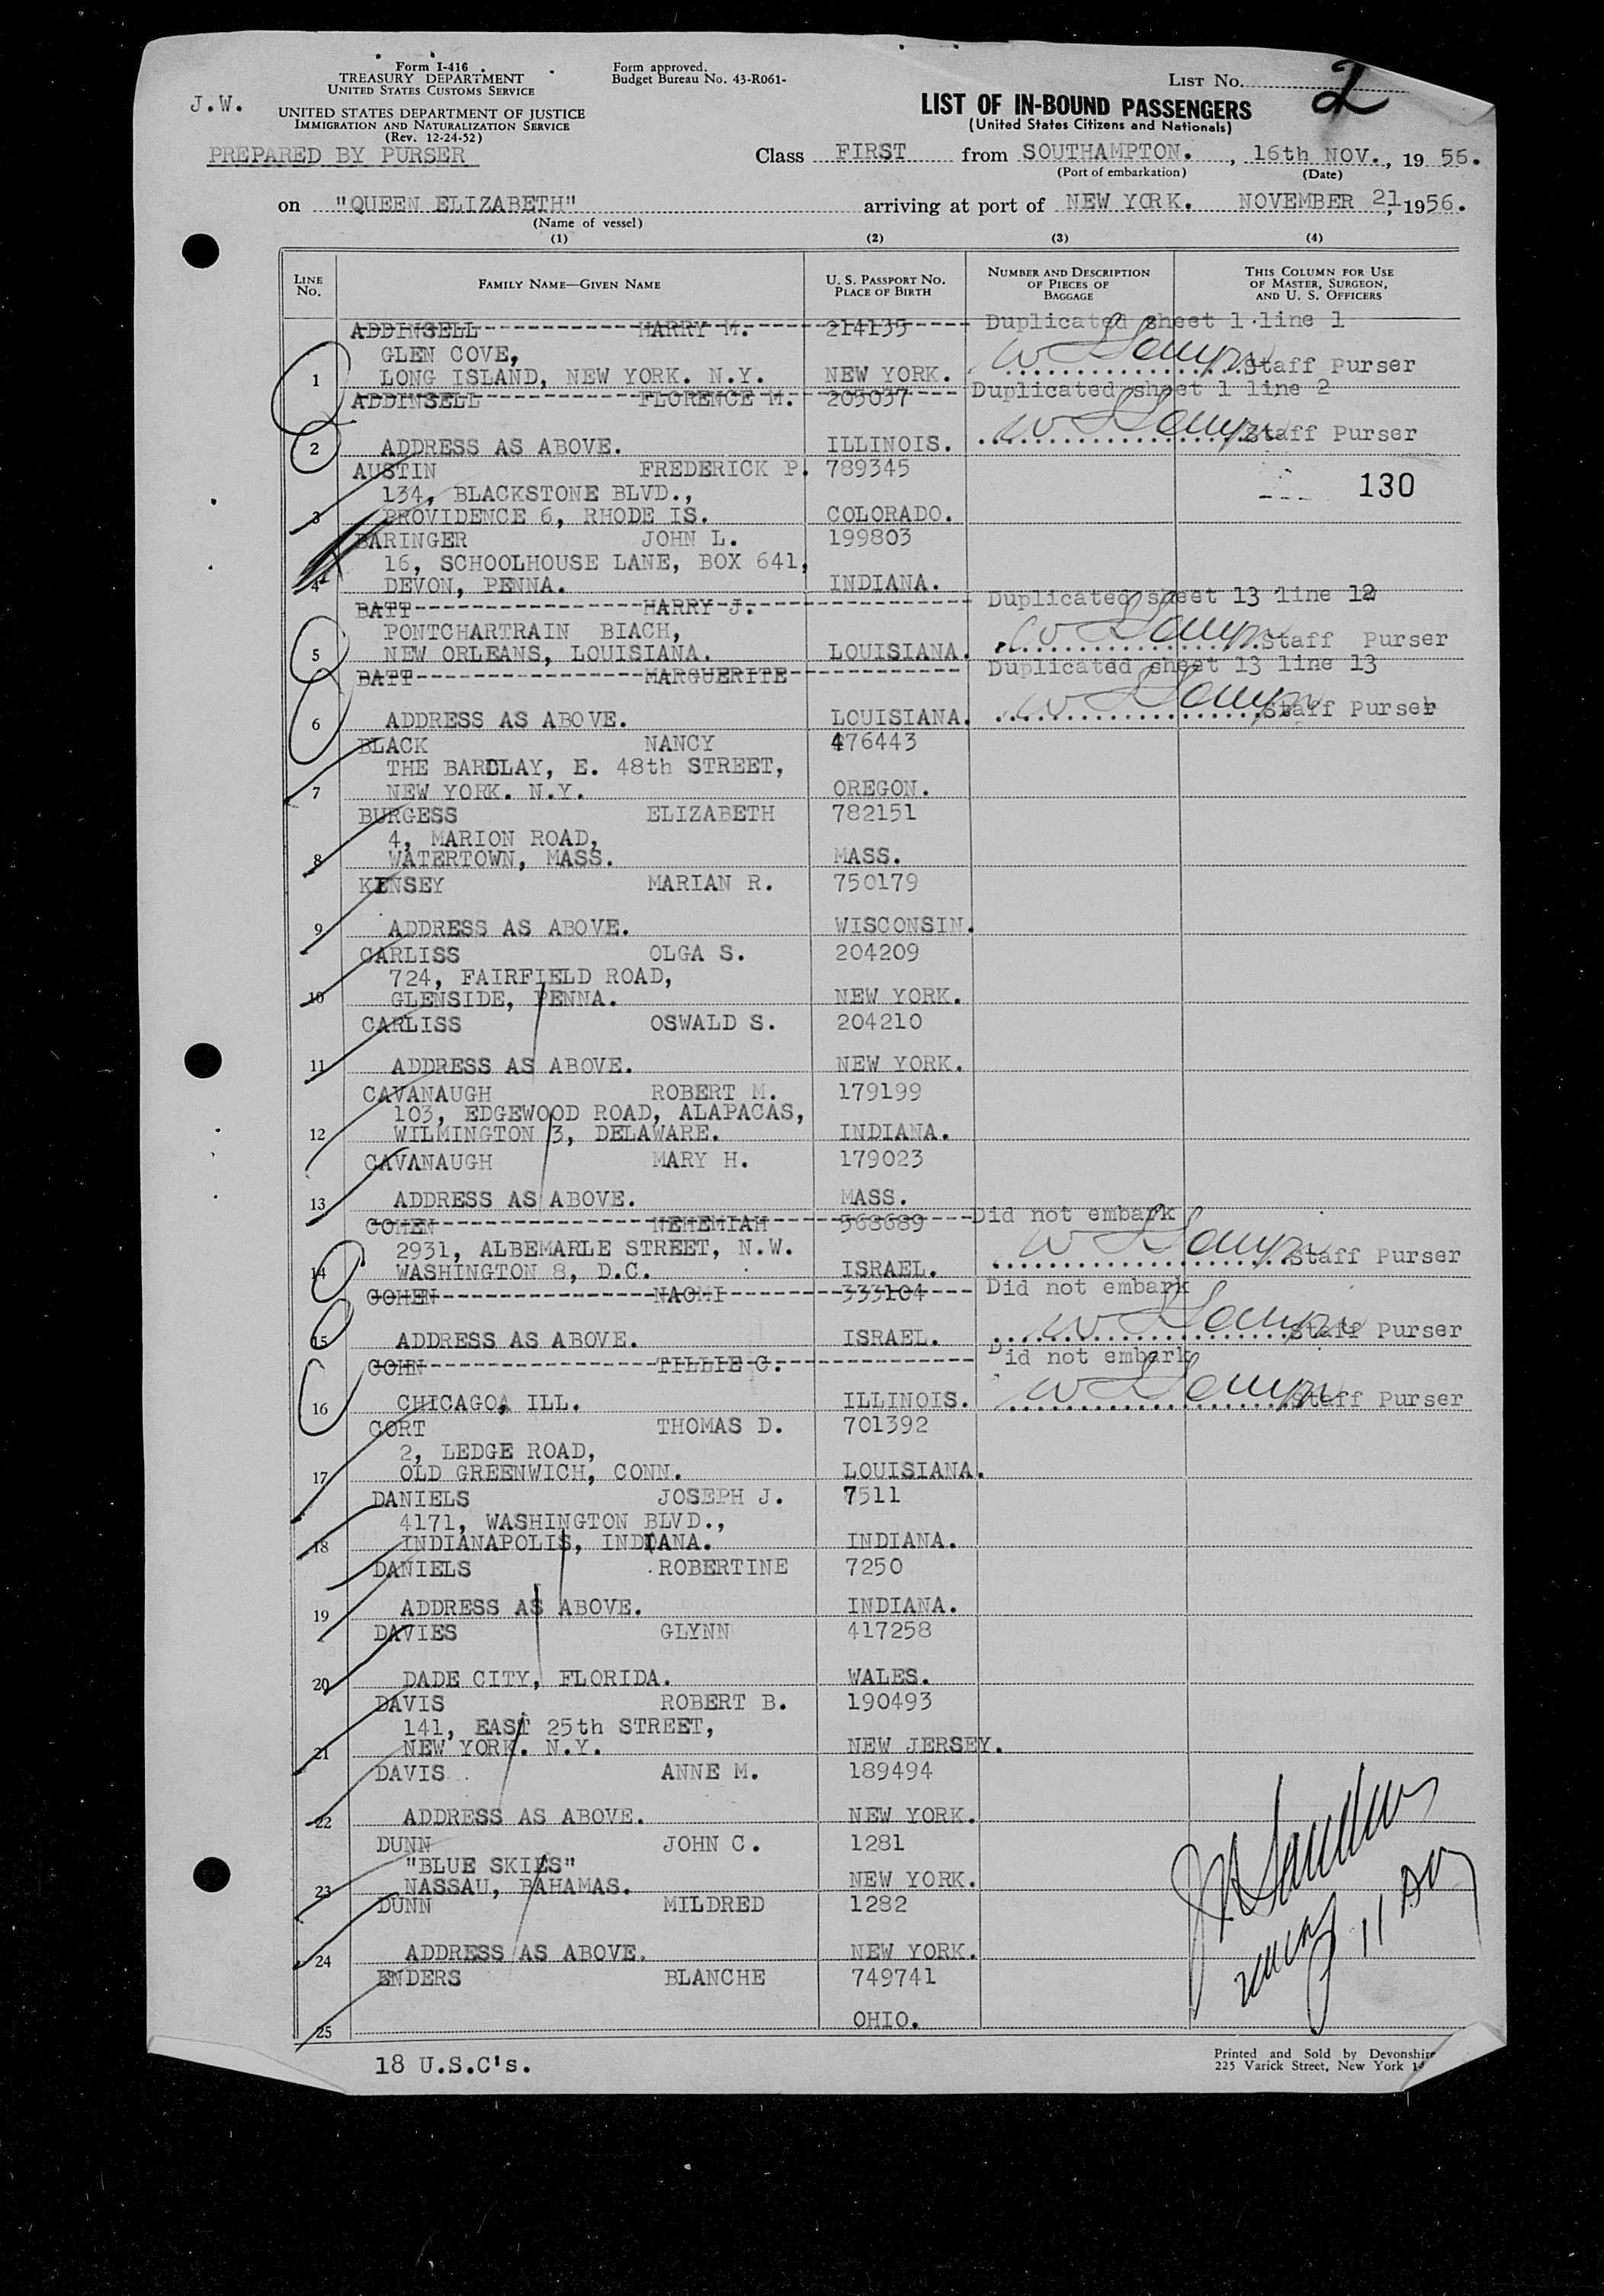 Form I-416
TREASURY DEPARTMENT
UNITED STATES CUSTOMS SERVICE
Form approved.
Budget Bureau No. 43-R061-
LIST NO. 2
J.W.
UNITED STATES DEPARTMENT OF JUSTICE
IMMIGRATION AND NATURALIZATION SERVICE
(Rev. 12-24-52)
PREPARED BY PURSER
LIST OF IN-BOUND PASSENGERS
(United States Citizens and Nationals)
Class FIRST from SOUTHAMPTON. , 16th NOV., 19 56.
(Port of embarkation) (Date)
on "QUEEN ELIZABETH" arriving at port of NEW YORK. NOVEMBER 21, 1956.
(Name of vessel)
(1) (2) (3) (4)
LINE NO. FAMILY NAME—GIVEN NAME U. S. PASSPORT NO. PLACE OF BIRTH NUMBER AND DESCRIPTION OF PIECES OF BAGGAGE THIS COLUMN FOR USE OF MASTER, SURGEON, AND U. S. OFFICERS
ADDINSELL HARRY M. 214135 Duplicated sheet 1 line 1
GLEN COVE,
1 LONG ISLAND, NEW YORK. N.Y. NEW YORK. Staff Purser
ADDINSELL FLORENCE M. 205037 Duplicated sheet 1 line 2
2 ADDRESS AS ABOVE. ILLINOIS. Staff Purser
AUSTIN FREDERICK P. 789345
134, BLACKSTONE BLVD., 130
3 PROVIDENCE 6, RHODE IS. COLORADO.
BARINGER JOHN L. 199803
16, SCHOOLHOUSE LANE, BOX 641,
4 DEVON, PENNA. INDIANA.
BATT HARRY J. Duplicated sheet 13 line 12
PONTCHARTRAIN BIACH,
5 NEW ORLEANS, LOUISIANA. LOUISIANA. Staff Purser
BATT MARGUERITE Duplicated sheet 13 line 13
6 ADDRESS AS ABOVE. LOUISIANA. Staff Purser
BLACK NANCY 476443
THE BARCLAY, E. 48th STREET,
7 NEW YORK. N.Y. OREGON.
BURGESS ELIZABETH 782151
4, MARION ROAD,
8 WATERTOWN, MASS. MASS.
KINSEY MARIAN R. 750179
9 ADDRESS AS ABOVE. WISCONSIN.
CARLISS OLGA S. 204209
724, FAIRFIELD ROAD,
10 GLENSIDE, PENNA. NEW YORK.
CARLISS OSWALD S. 204210
11 ADDRESS AS ABOVE. NEW YORK.
CAVANAUGH ROBERT M. 179199
103, EDGEWOOD ROAD, ALAPACAS,
12 WILMINGTON 3, DELAWARE. INDIANA.
CAVANAUGH MARY H. 179023
13 ADDRESS AS ABOVE. MASS.
COHEN NEHEMIAH 568689 Did not embark
2931, ALBEMARLE STREET, N.W.
14 WASHINGTON 8, D.C. ISRAEL. Staff Purser
COHEN NAOMI 333104 Did not embark
15 ADDRESS AS ABOVE. ISRAEL. Staff Purser
COHN TILLIE C. Did not embark
16 CHICAGO, ILL. ILLINOIS. Staff Purser
CORT THOMAS D. 701392
2, LEDGE ROAD,
17 OLD GREENWICH, CONN. LOUISIANA.
DANIELS JOSEPH J. 7511
4171, WASHINGTON BLVD.,
18 INDIANAPOLIS, INDIANA. INDIANA.
DANIELS ROBERTINE 7250
19 ADDRESS AS ABOVE. INDIANA.
DAVIES GLYNN 417258
20 DADE CITY, FLORIDA. WALES.
DAVIS ROBERT B. 190493
141, EAST 25th STREET,
21 NEW YORK. N.Y. NEW JERSEY.
DAVIS ANNE M. 189494
22 ADDRESS AS ABOVE. NEW YORK.
DUNN JOHN C. 1281
"BLUE SKIES"
23 NASSAU, BAHAMAS. NEW YORK.
DUNN MILDRED 1282
24 ADDRESS AS ABOVE. NEW YORK.
ENDERS BLANCHE 749741
25 OHIO.
18 U.S.C's.
Printed and Sold by Devonshire
225 Varick Street, New York